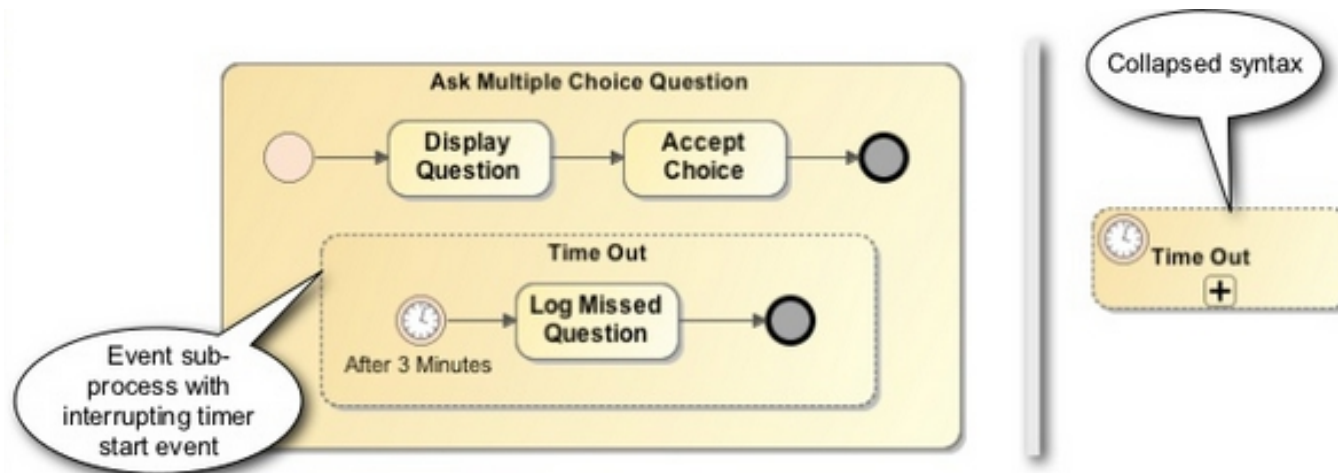 Ask Multiple Choice Question
Display
Question
Accept
Choice
Time Out
Log Missed
Question
After 3 Minutes
Event sub-
process with
interrupting timer
start event
Collapsed syntax
Time Out